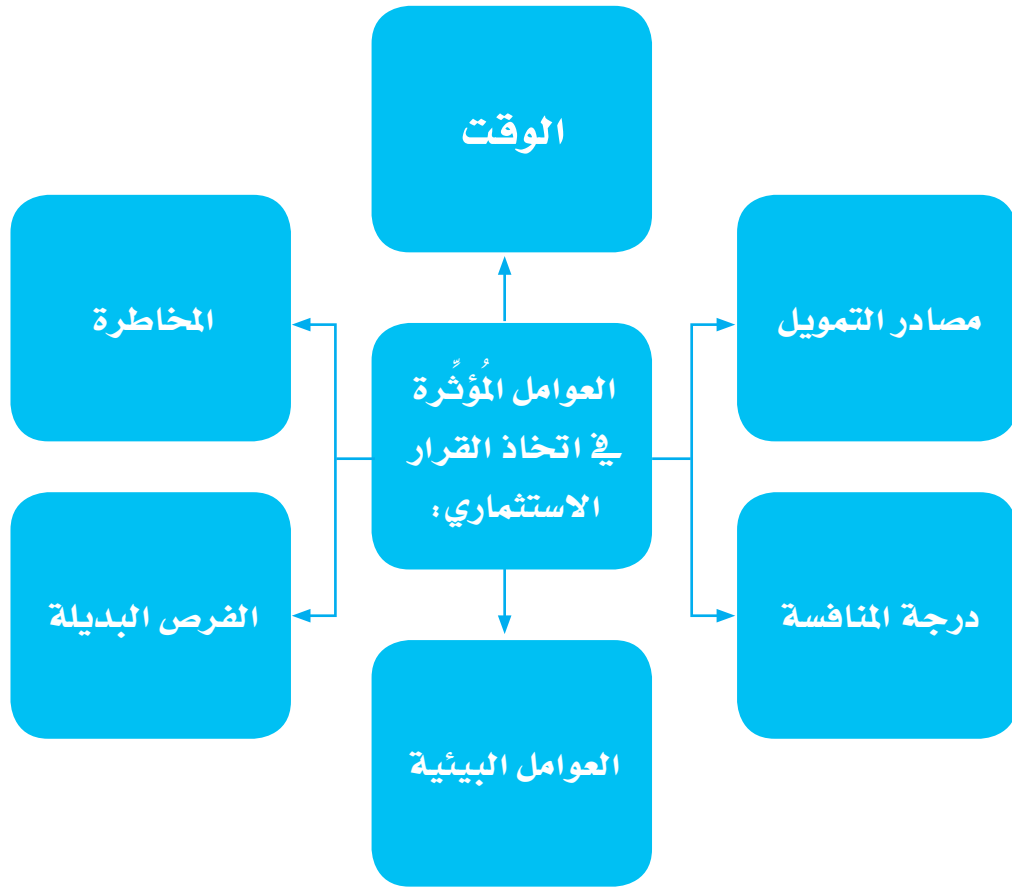 الوقت
مصادر التمويل
المخاطرة
العوامل المُؤثِّرة
في اتخاذ القرار
الاستثماري:
درجة المنافسة
الفرص البديلة
العوامل البيئية